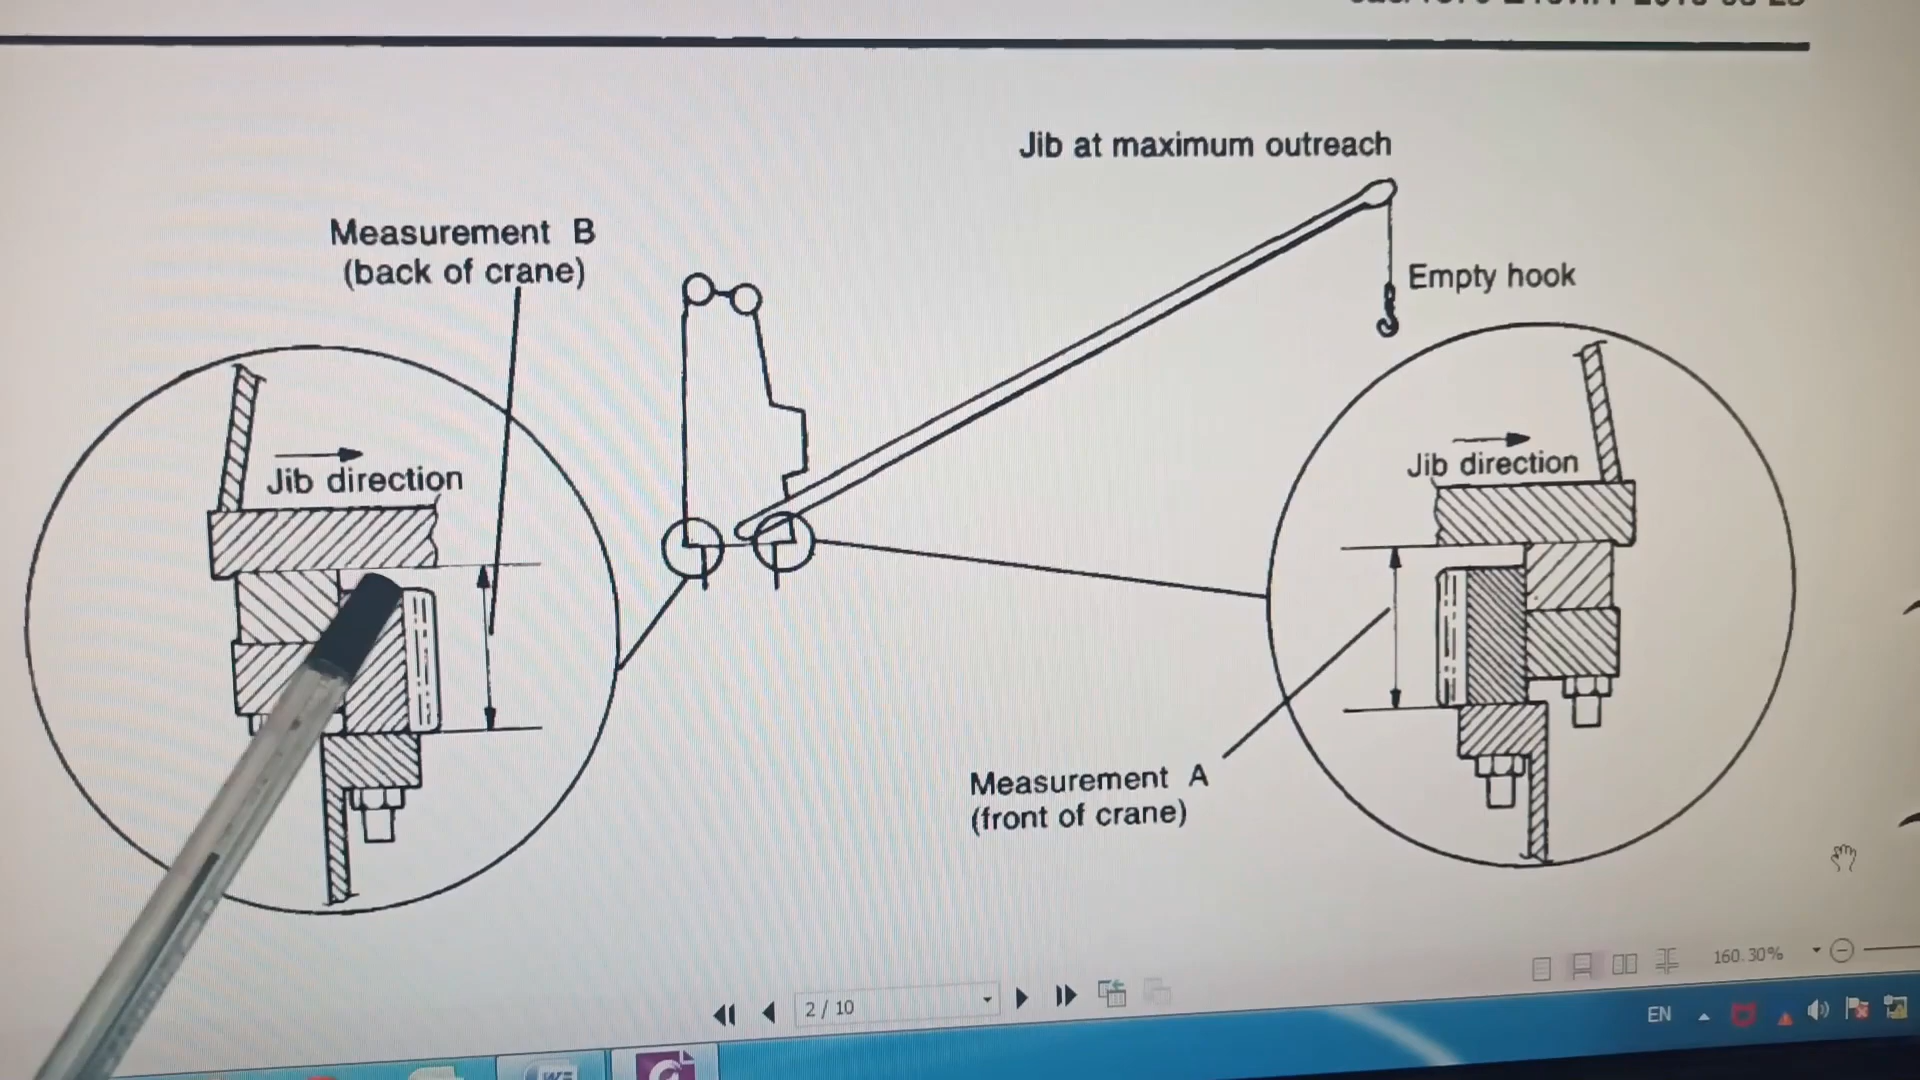 Jib at maximum outreach
Measurement B
(back of crane)
Empty hook
Jib direction
Jib direction
Measurement A
(front of crane)
160.30%
2 / 10
EN